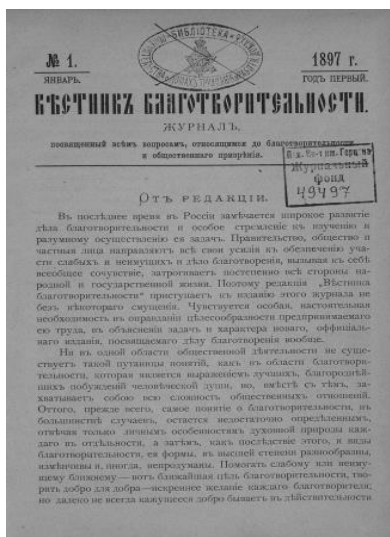 БИБЛИОТЕКА
№ 1.
1897 г.
ЯНВАРЬ.
ГОДЪ ПЕРВЫЙ.
ВѢСТНИКЪ БЛАГОТВОРИТЕЛЬНОСТИ.
ЖУРНАЛЪ,
посвященный всѣмъ вопросамъ, относящимся до благотворительности
и общественнаго призрѣнія.
Журнальный
фонд
49497
ОТЪ РЕДАКЦІИ.
Въ послѣднее время въ Россіи замѣчается широкое развитіе
дѣла благотворительности и особое стремленіе къ изученію и
разумному осуществленію ея задачъ. Правительство, общество и
частныя лица направляютъ всѣ свои усилія къ обезпеченію уча-
сти слабыхъ и неимущихъ и дѣло благотворенія, вызывая къ себѣ
всеобщее сочувствіе, затрогиваетъ постепенно всѣ стороны на-
родной и государственной жизни. Поэтому редакція „Вѣстника
благотворительности" приступаетъ къ изданію этого журнала не
безъ нѣкотораго смущенія. Чувствуется особая, настоятельная
необходимость въ оправданіи цѣлесообразности предпринимаемаго
ею труда, въ объясненіи задачъ и характера новаго, оффиціаль-
наго изданія, посвящаемаго дѣлу благотворенія вообще.
Ни въ одной области общественной дѣятельности не суще-
ствуетъ такой путаницы понятій, какъ въ области благотвори-
тельности, которая является выраженіемъ лучшихъ, благороднѣй-
шихъ побужденій человѣческой души, но, вмѣстѣ съ тѣмъ, за-
хватываетъ собою всю сложность общественныхъ отношеній.
Оттого, прежде всего, самое понятіе о благотворительности, въ
большинствѣ случаевъ, остается недостаточно опредѣленнымъ,
отвѣчая только личнымъ особенностямъ духовной природы каж-
даго въ отдѣльности, а затѣмъ, какъ послѣдствіе этого, и виды
благотворительности, ея формы, въ высшей степени разнообразны,
измѣнчивы и, иногда, непродуманы. Помогать слабому или неиму-
щему ближнему — вотъ ближайшая цѣль благотворительности, тво-
рить добро для добра—искреннее желаніе каждаго благотворителя;
но далеко не всегда кажущееся добро бываетъ въ дѣйствительности